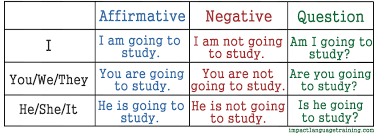 Affirmative Negative Question
I
I am going to study.
I am not going to study.
Am I going to study?
You/We/They
You are going to study.
You are not going to study.
Are you going to study?
He/She/It
He is going to study.
He is not going to study.
Is he going to study?
impactlanguagetraining.com